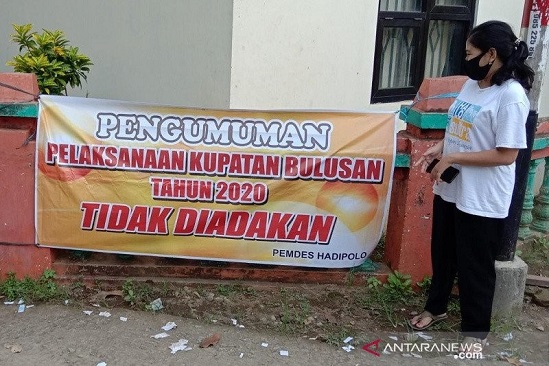 PENGUMUMAN
PELAKSANAAN KUPATAN BULUSAN
TAHUN 2020
TIDAK DIADAKAN
PEMDES HADIPOLO
ANTARANEWS
.com